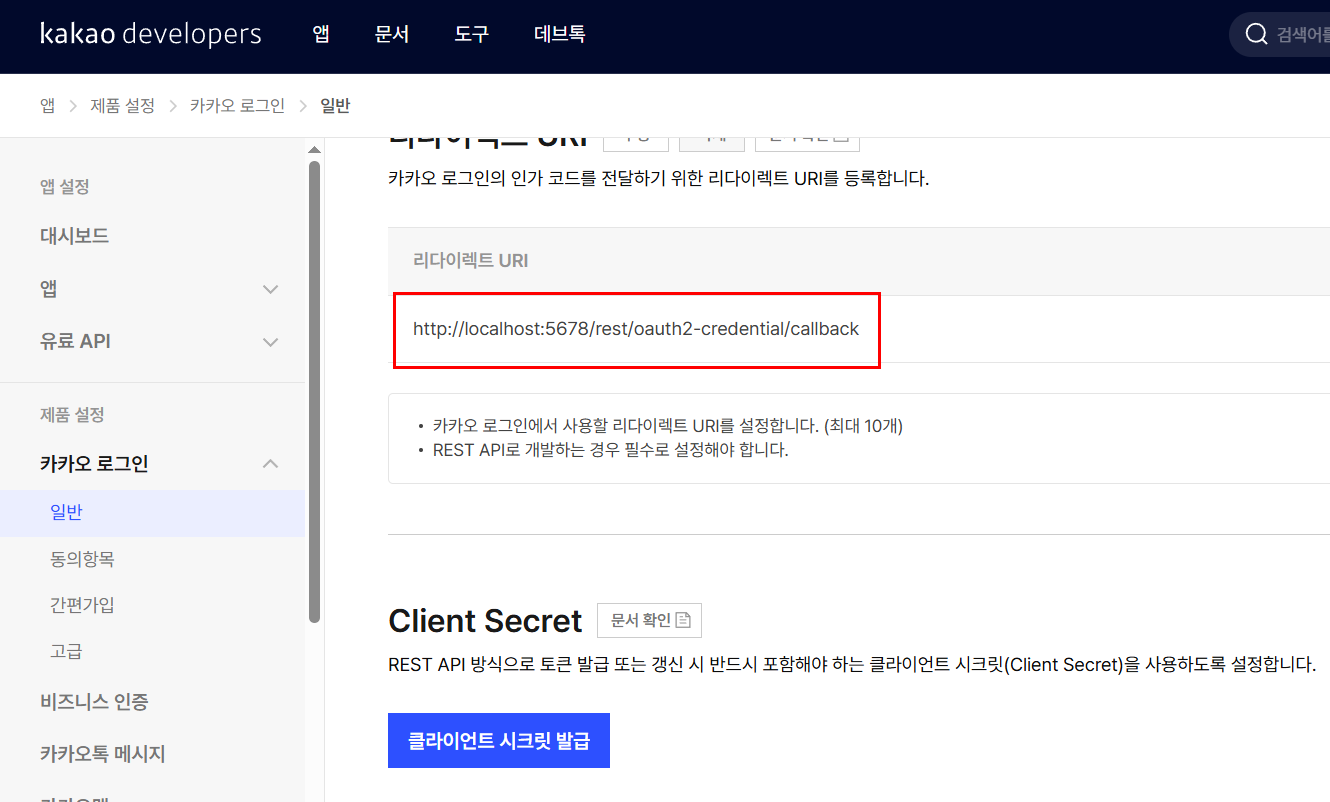 kakao developers 앱 문서 도구 데브톡 검색어를
앱 > 제품 설정 > 카카오 로그인 > 일반
앱 설정
대시보드
앱
유료 API
제품 설정
카카오 로그인
일반
동의항목
간편가입
고급
비즈니스 인증
카카오톡 메시지
리다이렉트 URI
카카오 로그인의 인가 코드를 전달하기 위한 리다이렉트 URI를 등록합니다.
리다이렉트 URI
http://localhost:5678/rest/oauth2-credential/callback
• 카카오 로그인에서 사용할 리다이렉트 URI를 설정합니다. (최대 10개)
• REST API로 개발하는 경우 필수로 설정해야 합니다.
Client Secret 문서 확인
REST API 방식으로 토큰 발급 또는 갱신 시 반드시 포함해야 하는 클라이언트 시크릿(Client Secret)을 사용하도록 설정합니다.
클라이언트 시크릿 발급